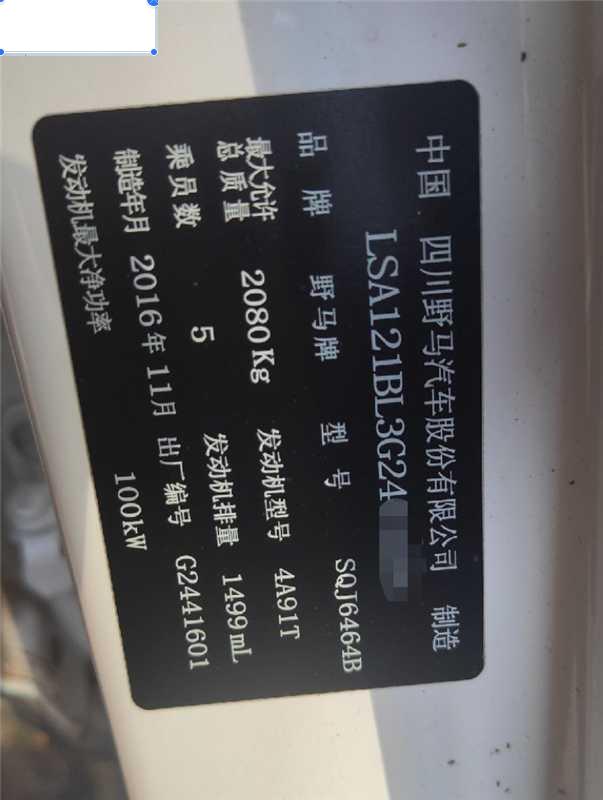 中国 四川野马汽车股份有限公司 制造
LSA121BL3G24
品牌 野马牌 型号 SQJ6464B
最大允许总质量 2080Kg 发动机型号 4A91T
乘员数 5 发动机排量 1499mL
制造年月 2016年11月 出厂编号 G2441601
发动机最大净功率 100kW